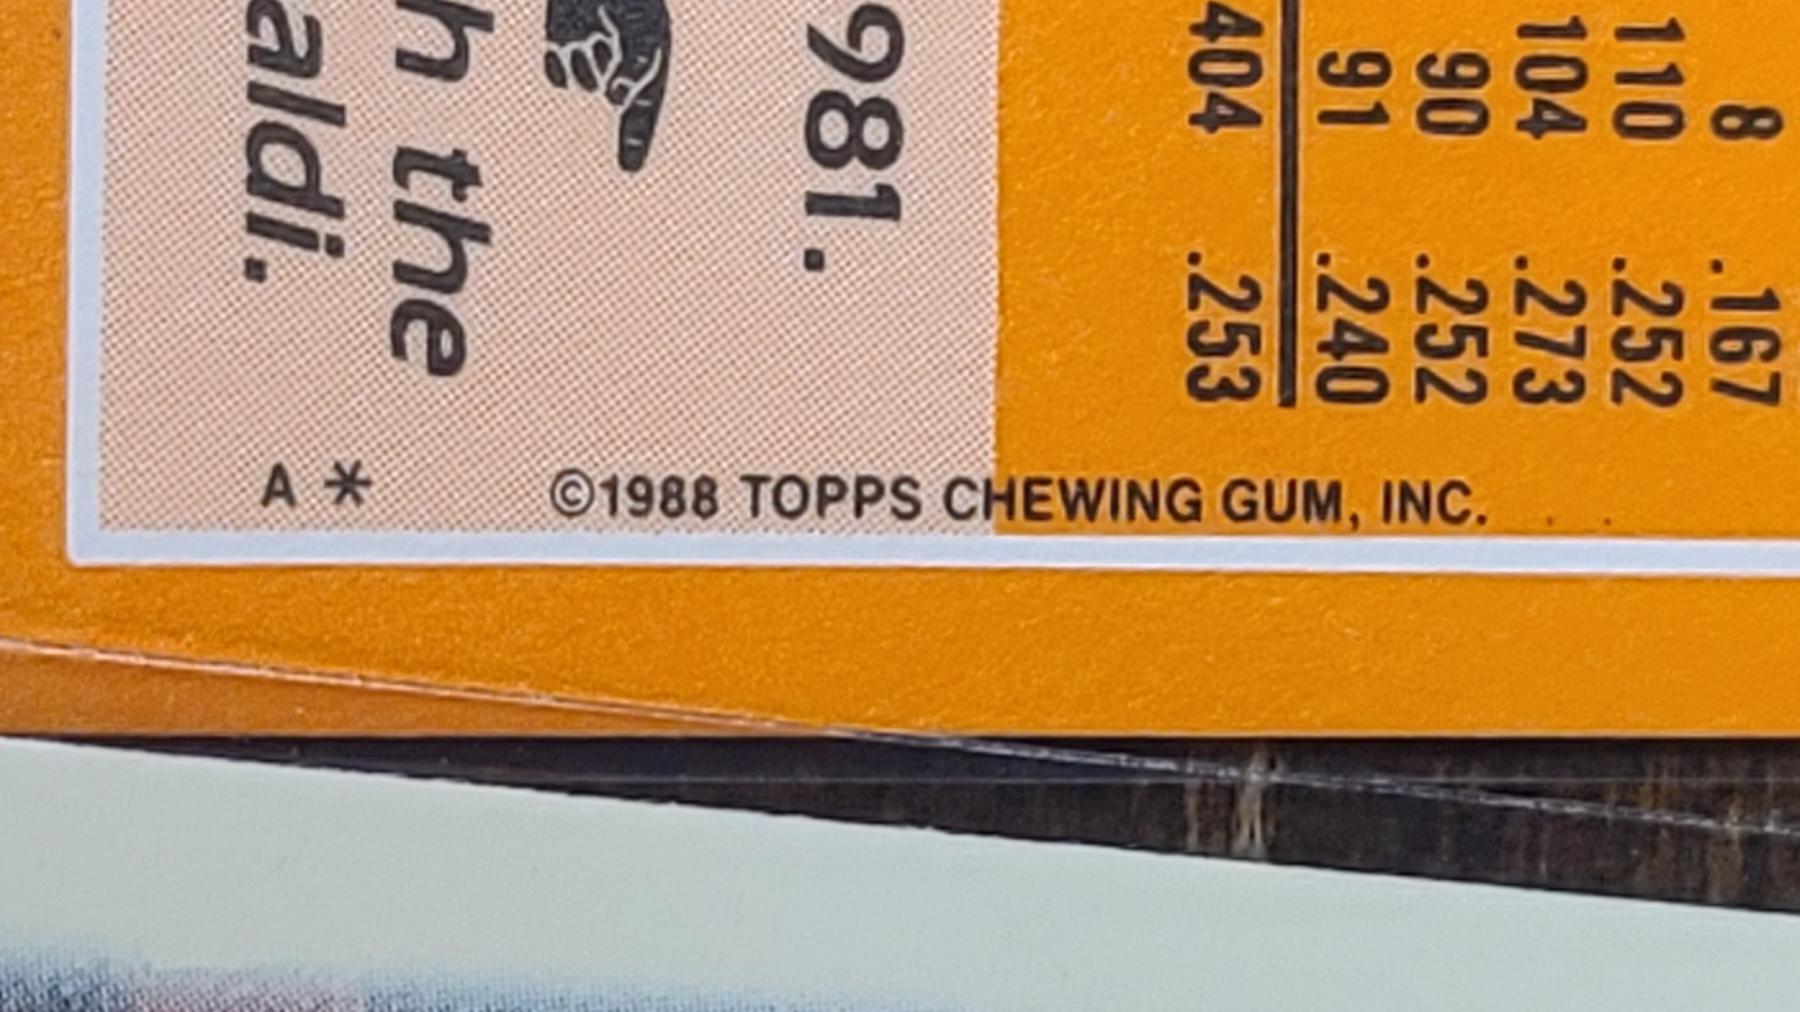 8 .167
110 .252
104 .273
90 .252
91 .240
404 .253
981.
h the
aldi.
A * ©1988 TOPPS CHEWING GUM, INC.